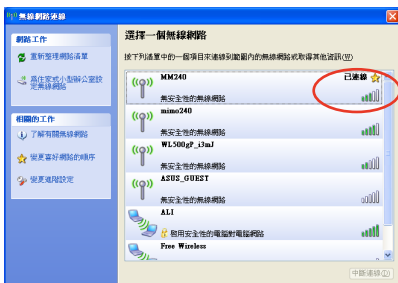 無線網路連線
網路工作
重新整理網路清單
爲住家或小型辦公室設
定無線網路
相關的工作
了解有關無線網路
變更喜好網路的順序
變更進階設定
選擇一個無線網路
按下列清單中的一個項目來連線到範圍內的無線網路或取得其他資訊(W)
MM240
已連線
無安全性的無線網路
mimo240
無安全性的無線網路
WL500gP_i3mJ
無安全性的無線網路
ASUS_GUEST
無安全性的無線網路
ALI
啓用安全性的電腦對電腦網路
Free Wireless
中斷連線(D)